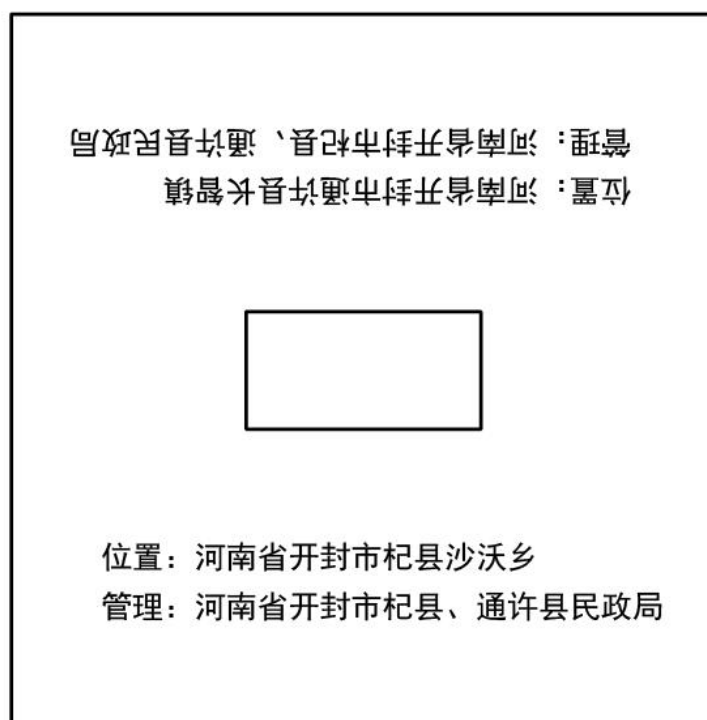 管理：河南省开封市杞县、通许县民政局
位置：河南省开封市通许县长智镇
位置：河南省开封市杞县沙沃乡
管理：河南省开封市杞县、通许县民政局